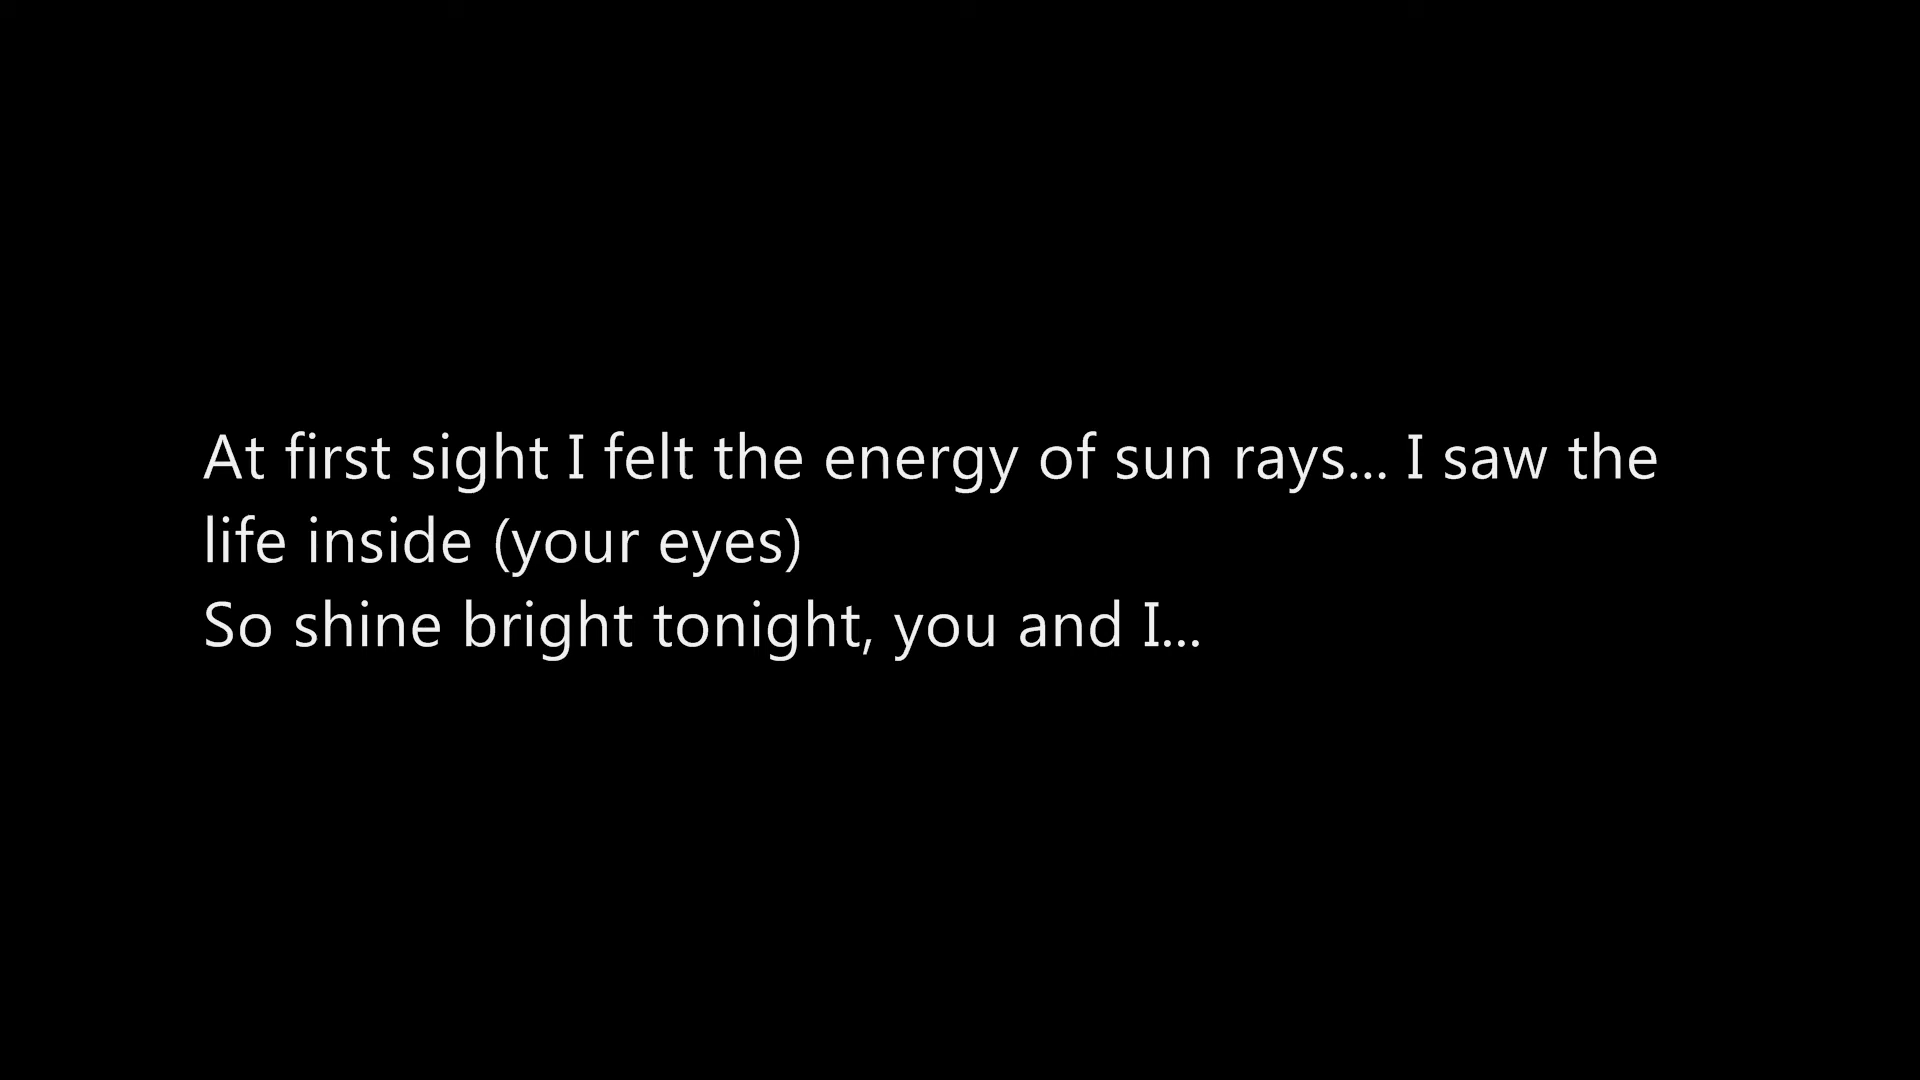 At first sight I felt the energy of sun rays... I saw the
life inside (your eyes)
So shine bright tonight, you and I...